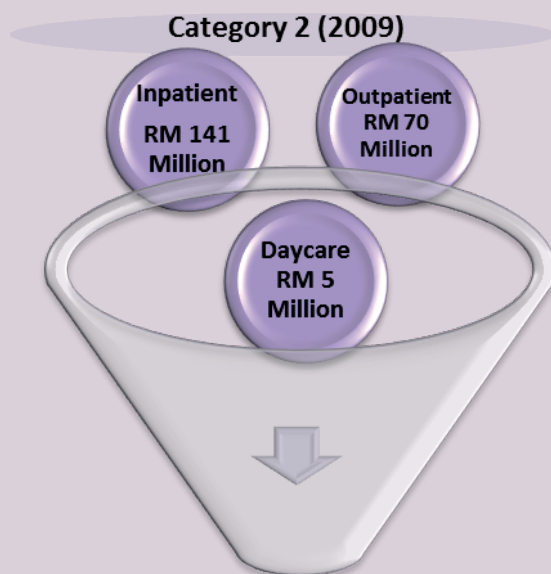 Category 2 (2009)
Inpatient
RM 141
Million
Outpatient
RM 70
Million
Daycare
RM 5
Million